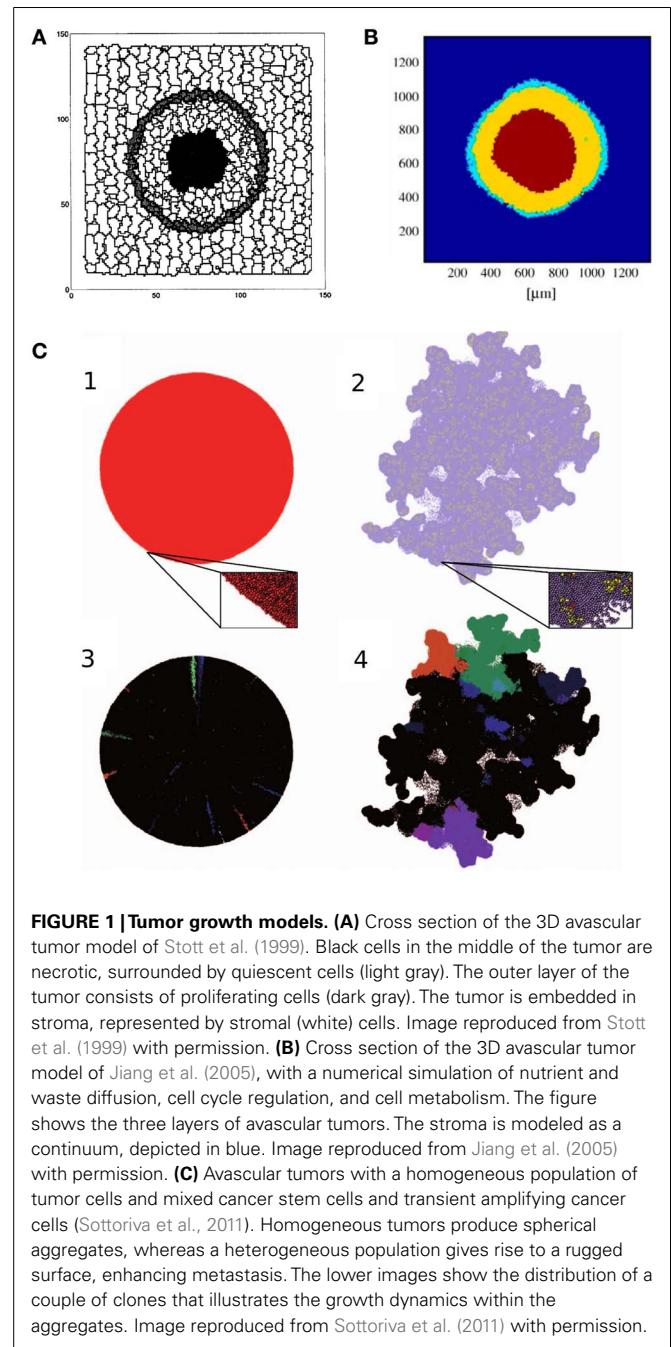 A
150
100
50
0
0
50
100
150
B
1200
1000
800
600
400
200
200 400 600 800 1000 1200
[μm]
C
1
2
3
4
FIGURE 1 | Tumor growth models. (A) Cross section of the 3D avascular
tumor model of Stott et al. (1999). Black cells in the middle of the tumor are
necrotic, surrounded by quiescent cells (light gray). The outer layer of the
tumor consists of proliferating cells (dark gray). The tumor is embedded in
stroma, represented by stromal (white) cells. Image reproduced from Stott
et al. (1999) with permission. (B) Cross section of the 3D avascular tumor
model of Jiang et al. (2005), with a numerical simulation of nutrient and
waste diffusion, cell cycle regulation, and cell metabolism. The figure
shows the three layers of avascular tumors. The stroma is modeled as a
continuum, depicted in blue. Image reproduced from Jiang et al. (2005)
with permission. (C) Avascular tumors with a homogeneous population of
tumor cells and mixed cancer stem cells and transient amplifying cancer
cells (Sottoriva et al., 2011). Homogeneous tumors produce spherical
aggregates, whereas a heterogeneous population gives rise to a rugged
surface, enhancing metastasis. The lower images show the distribution of a
couple of clones that illustrates the growth dynamics within the
aggregates. Image reproduced from Sottoriva et al. (2011) with permission.